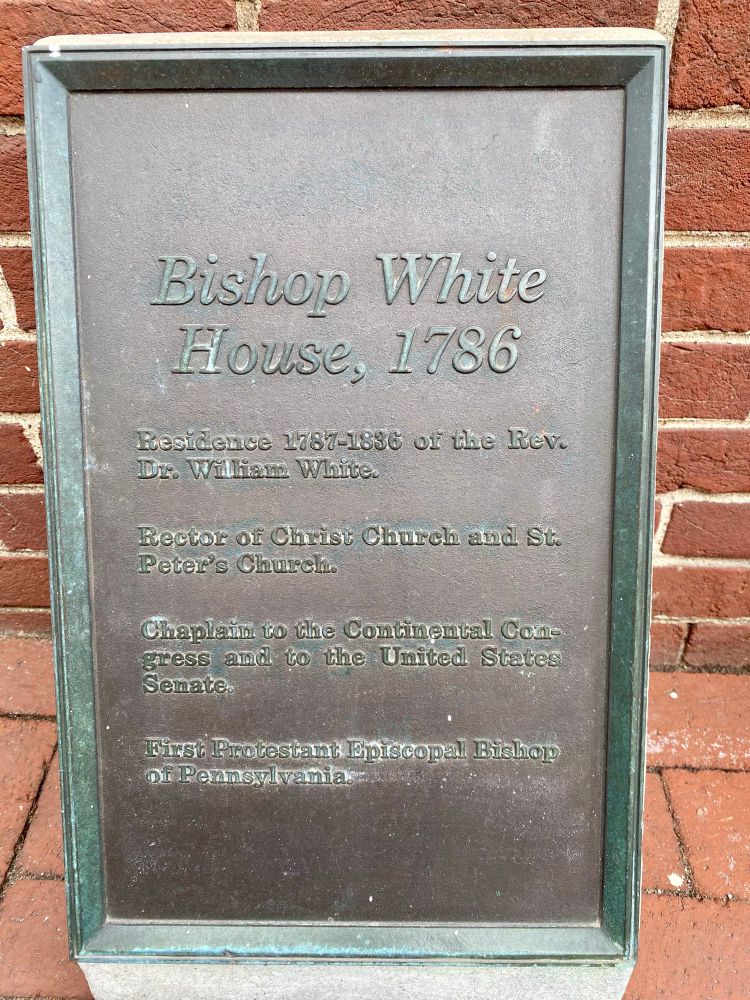 Bishop White
House, 1786
Residence 1787-1836 of the Rev.
Dr. William White.
Rector of Christ Church and St.
Peter's Church.
Chaplain to the Continental Con-
gress and to the United States
Senate.
First Protestant Episcopal Bishop
of Pennsylvania.